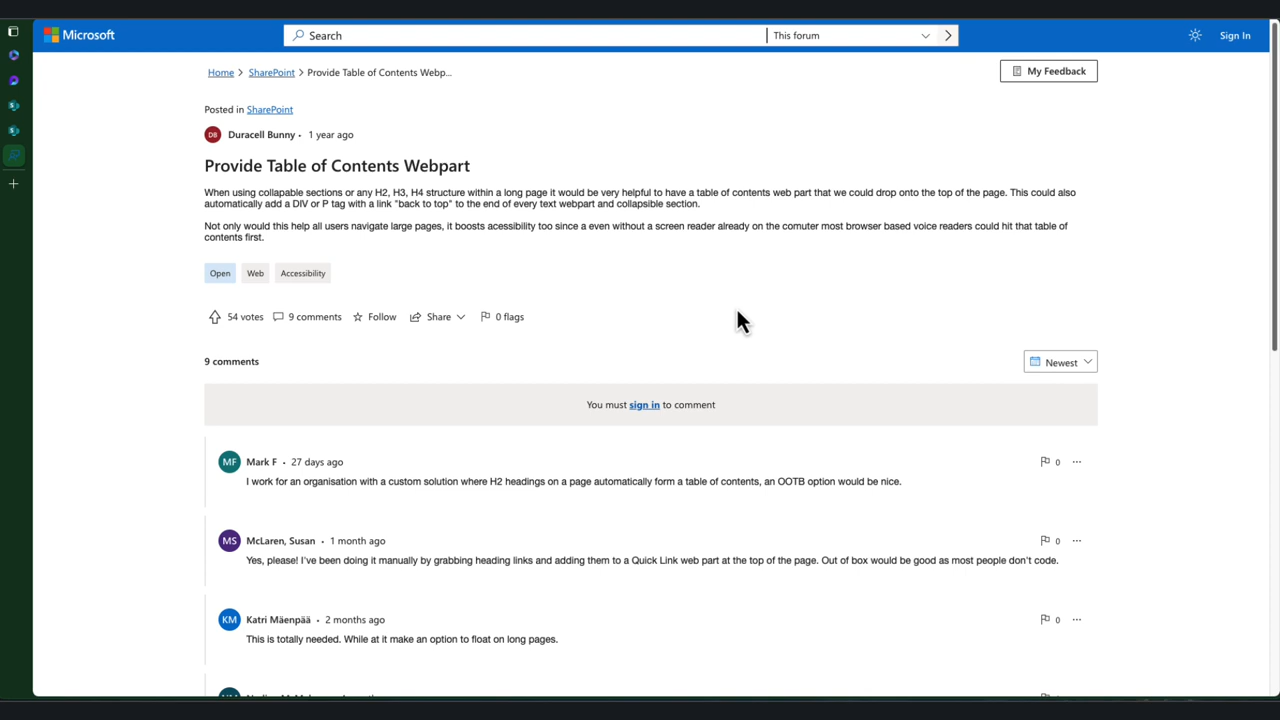 Microsoft
Search
This forum
Sign In
Home > SharePoint > Provide Table of Contents Webp...
My Feedback
Posted in SharePoint
DB Duracell Bunny • 1 year ago
Provide Table of Contents Webpart
When using collapable sections or any H2, H3, H4 structure within a long page it would be very helpful to have a table of contents web part that we could drop onto the top of the page. This could also
automatically add a DIV or P tag with a link "back to top" to the end of every text webpart and collapsible section.
Not only would this help all users navigate large pages, it boosts acessibility too since a even without a screen reader already on the comuter most browser based voice readers could hit that table of
contents first.
Open Web Accessibility
54 votes 9 comments Follow Share 0 flags
9 comments
Newest
You must sign in to comment
MF Mark F • 27 days ago 0 ...
I work for an organisation with a custom solution where H2 headings on a page automatically form a table of contents, an OOTB option would be nice.
MS McLaren, Susan • 1 month ago 0 ...
Yes, please! I've been doing it manually by grabbing heading links and adding them to a Quick Link web part at the top of the page. Out of box would be good as most people don't code.
KM Katri Mäenpää • 2 months ago 0 ...
This is totally needed. While at it make an option to float on long pages.